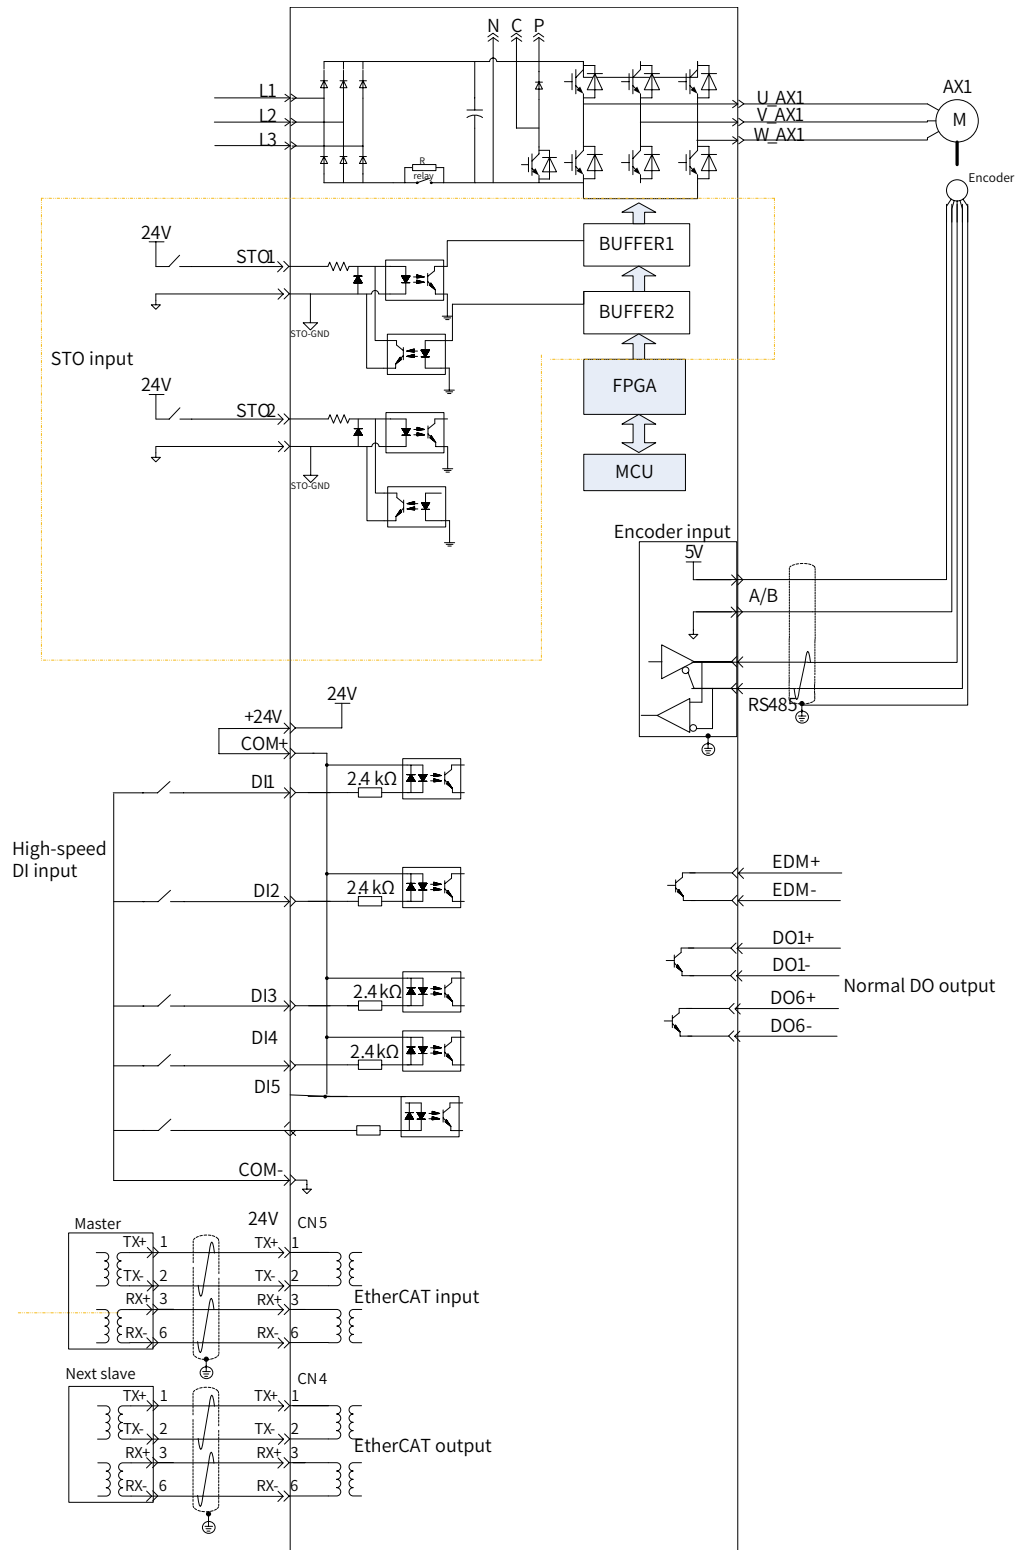 N C P
AX1
L1
U_AX1
L2
V_AX1
M
L3
W_AX1
R
relay
Encoder
24V
BUFFER1
STO1
BUFFER2
STO-GND
STO input
FPGA
24V
STO2
MCU
STO-GND
Encoder input
5V
A/B
RS485
24V
+24V
COM+
2.4 kΩ
DI1
High-speed
DI input
EDM+
2.4 kΩ
DI2
EDM-
DO1+
DO1-
Normal DO output
2.4 kΩ
DI3
DO6+
DO6-
DI4
2.4 kΩ
DI5
COM-
24V
CN5
Master
TX+ 1 TX+ 1
TX- 2 TX- 2
EtherCAT input
RX+ 3 RX+ 3
RX- 6 RX- 6
Next slave
CN4
TX+ 1 TX+ 1
TX- 2 TX- 2
EtherCAT output
RX+ 3 RX+ 3
RX- 6 RX- 6